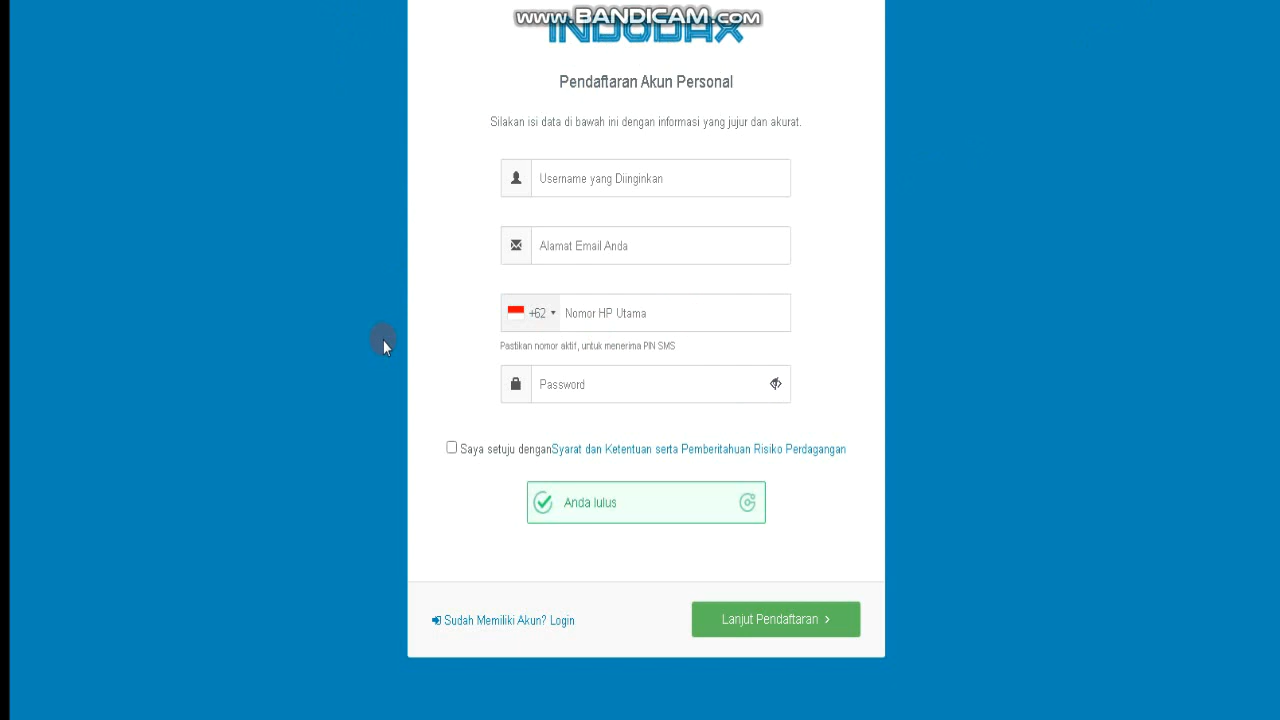 www.BANDICAM.com
INDODAX
Pendaftaran Akun Personal
Silakan isi data di bawah ini dengan informasi yang jujur dan akurat.
Username yang Diinginkan
Alamat Email Anda
+62 Nomor HP Utama
Pastikan nomor aktif, untuk menerima PIN SMS
Password
Saya setuju denganSyarat dan Ketentuan serta Pemberitahuan Risiko Perdagangan
Anda lulus
Sudah Memiliki Akun? Login
Lanjut Pendaftaran